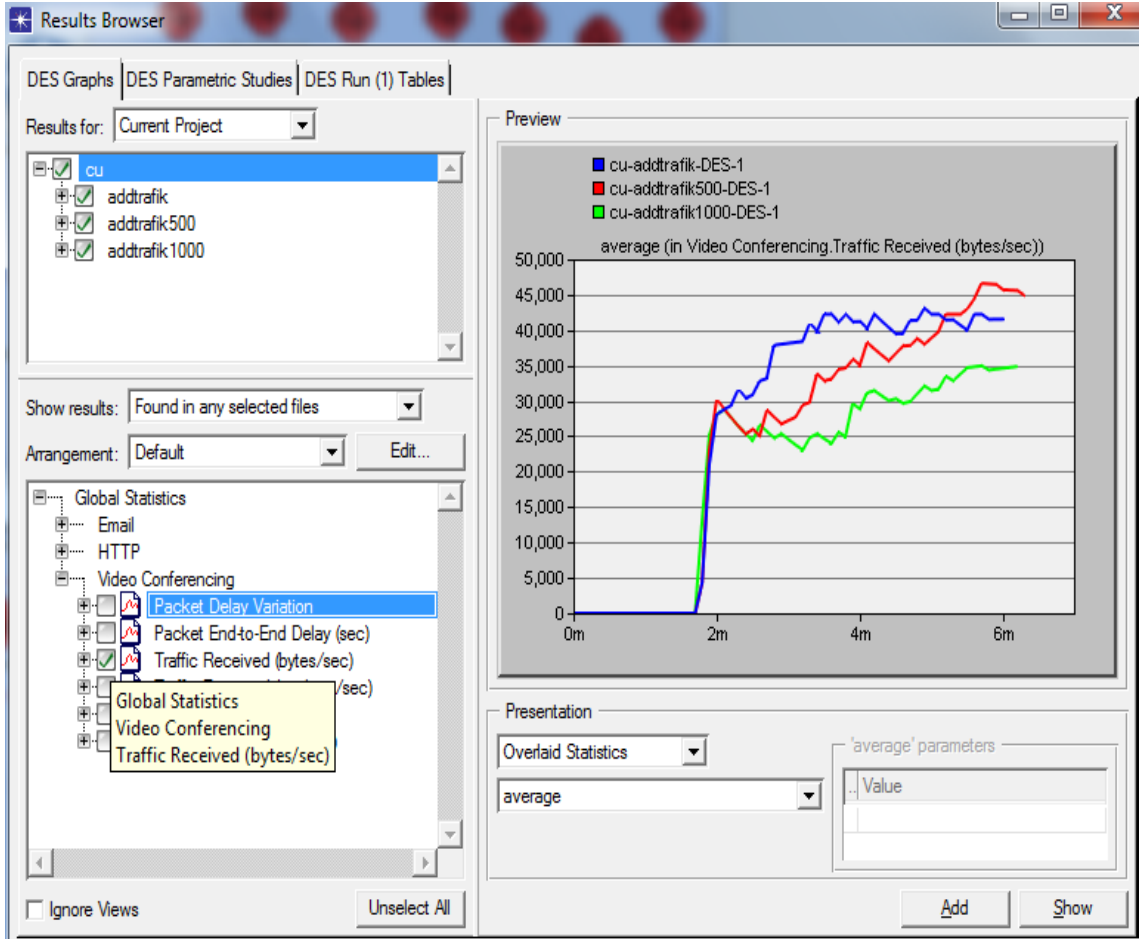 Results Browser
DES Graphs DES Parametric Studies DES Run (1) Tables
Results for: Current Project
cu
addtrafik
addtrafik500
addtrafik1000
Show results: Found in any selected files
Arrangement: Default Edit...
Global Statistics
Email
HTTP
Video Conferencing
Packet Delay Variation
Packet End-to-End Delay (sec)
Traffic Received (bytes/sec)
/sec)
Global Statistics
Video Conferencing
Traffic Received (bytes/sec)
Ignore Views Unselect All
Preview
cu-addtrafik-DES-1
cu-addtrafik500-DES-1
cu-addtrafik1000-DES-1
average (in Video Conferencing.Traffic Received (bytes/sec))
50,000
45,000
40,000
35,000
30,000
25,000
20,000
15,000
10,000
5,000
0
0m 2m 4m 6m
Presentation
Overlaid Statistics
average
'average' parameters
.. Value
Add Show